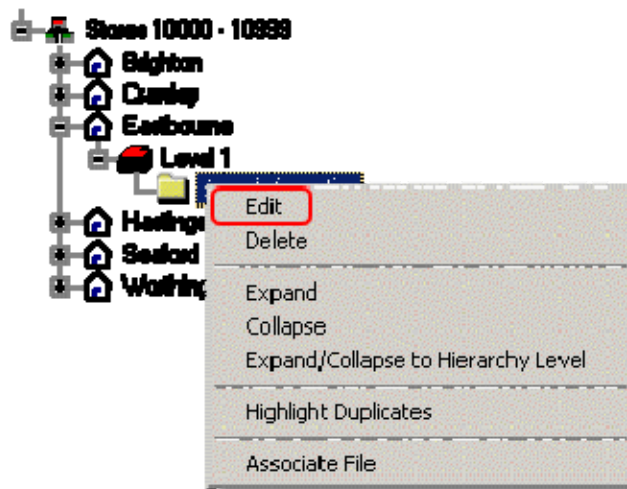 Stores 10000 - 10999
Brighton
Crawley
Eastbourne
Level 1
Edit
Hastings
Delete
Seaford
Expand
Collapse
Expand/Collapse to Hierarchy Level
Highlight Duplicates
Associate File